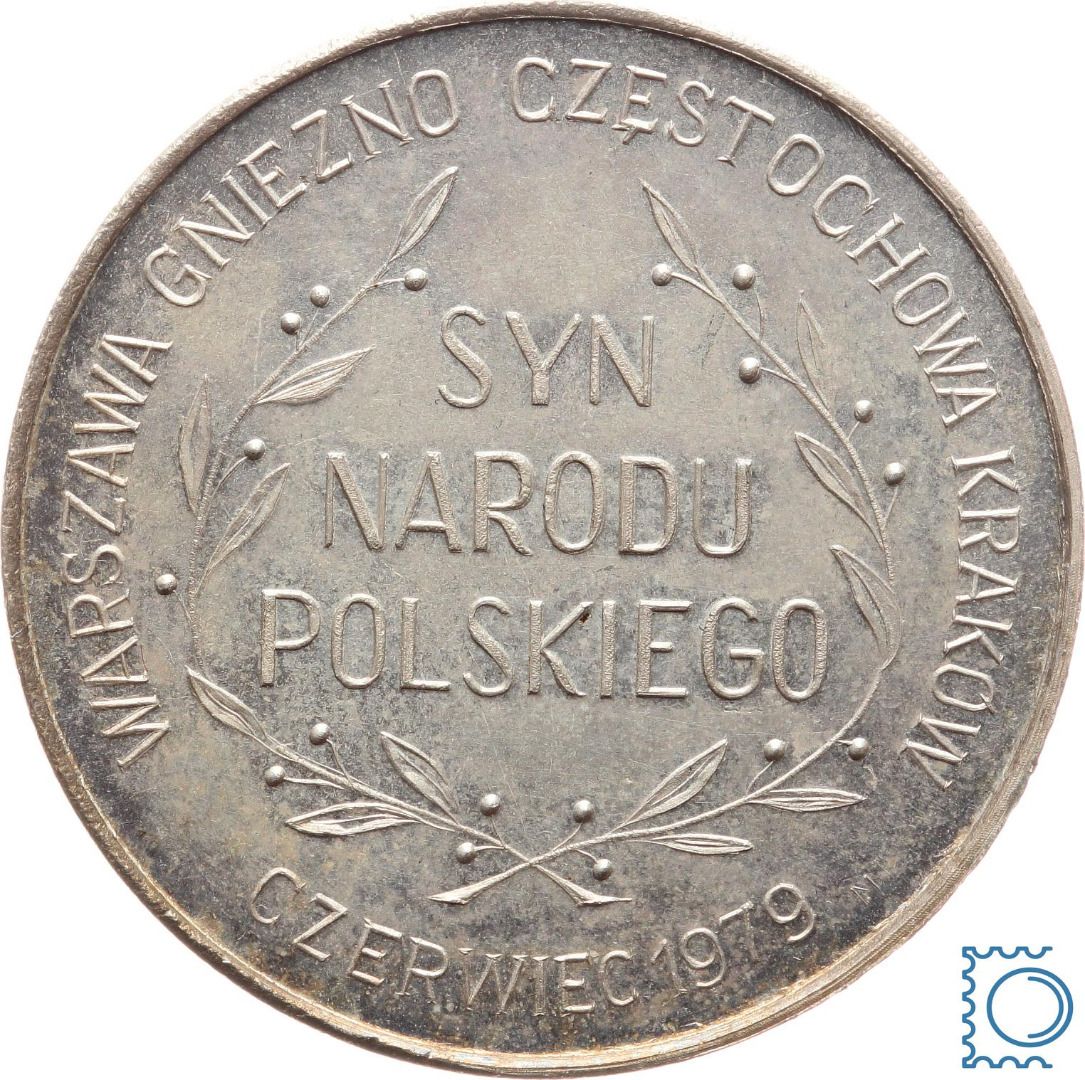 WARSZAWA GNIEZNO CZĘSTOCHOWA KRAKÓW
SYN
NARODU
POLSKIEGO
CZERWIEC 1979